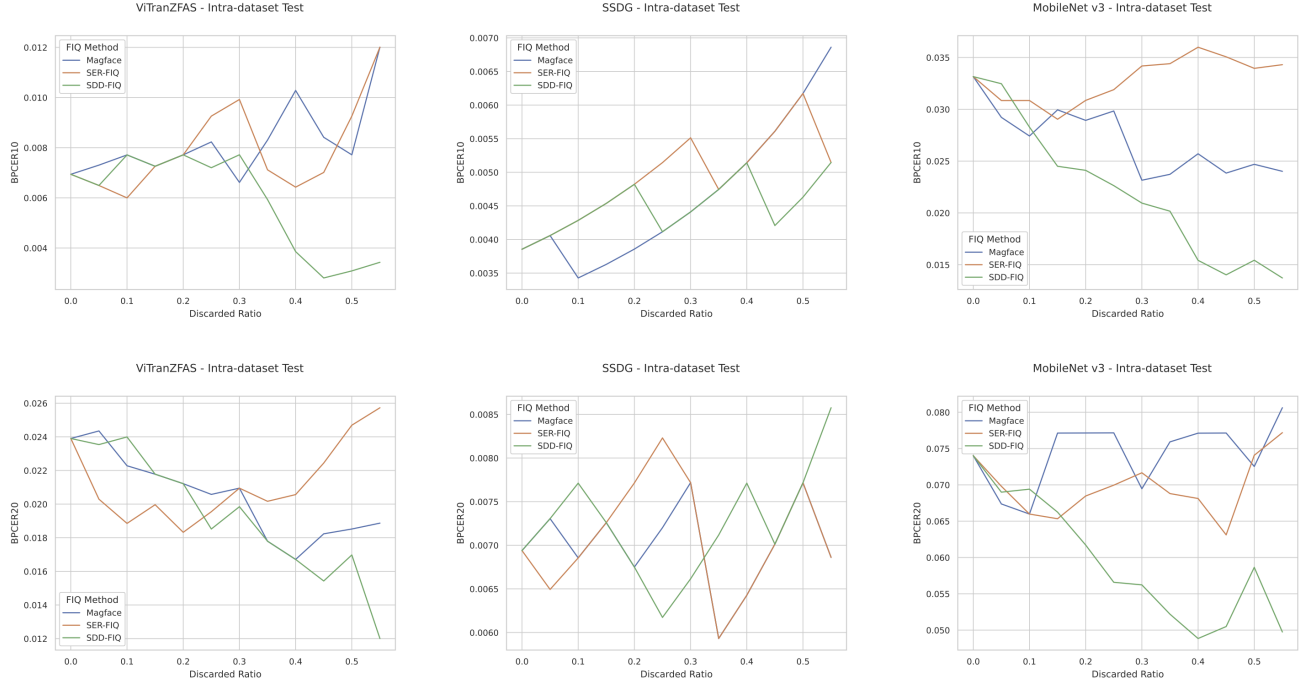 ViTranZFAS - Intra-dataset Test
FIQ Method
Magface
SER-FIQ
SDD-FIQ
BPCER10
0.012
0.010
0.008
0.006
0.004
0.0 0.1 0.2 0.3 0.4 0.5
Discarded Ratio
SSDG - Intra-dataset Test
FIQ Method
Magface
SER-FIQ
SDD-FIQ
BPCER10
0.0070
0.0065
0.0060
0.0055
0.0050
0.0045
0.0040
0.0035
0.0 0.1 0.2 0.3 0.4 0.5
Discarded Ratio
MobileNet v3 - Intra-dataset Test
BPCER10
0.035
0.030
0.025
0.020
0.015
FIQ Method
Magface
SER-FIQ
SDD-FIQ
0.0 0.1 0.2 0.3 0.4 0.5
Discarded Ratio
ViTranZFAS - Intra-dataset Test
BPCER20
0.026
0.024
0.022
0.020
0.018
0.016
0.014
0.012
FIQ Method
Magface
SER-FIQ
SDD-FIQ
0.0 0.1 0.2 0.3 0.4 0.5
Discarded Ratio
SSDG - Intra-dataset Test
FIQ Method
Magface
SER-FIQ
SDD-FIQ
BPCER20
0.0085
0.0080
0.0075
0.0070
0.0065
0.0060
0.0 0.1 0.2 0.3 0.4 0.5
Discarded Ratio
MobileNet v3 - Intra-dataset Test
FIQ Method
Magface
SER-FIQ
SDD-FIQ
BPCER20
0.080
0.075
0.070
0.065
0.060
0.055
0.050
0.0 0.1 0.2 0.3 0.4 0.5
Discarded Ratio